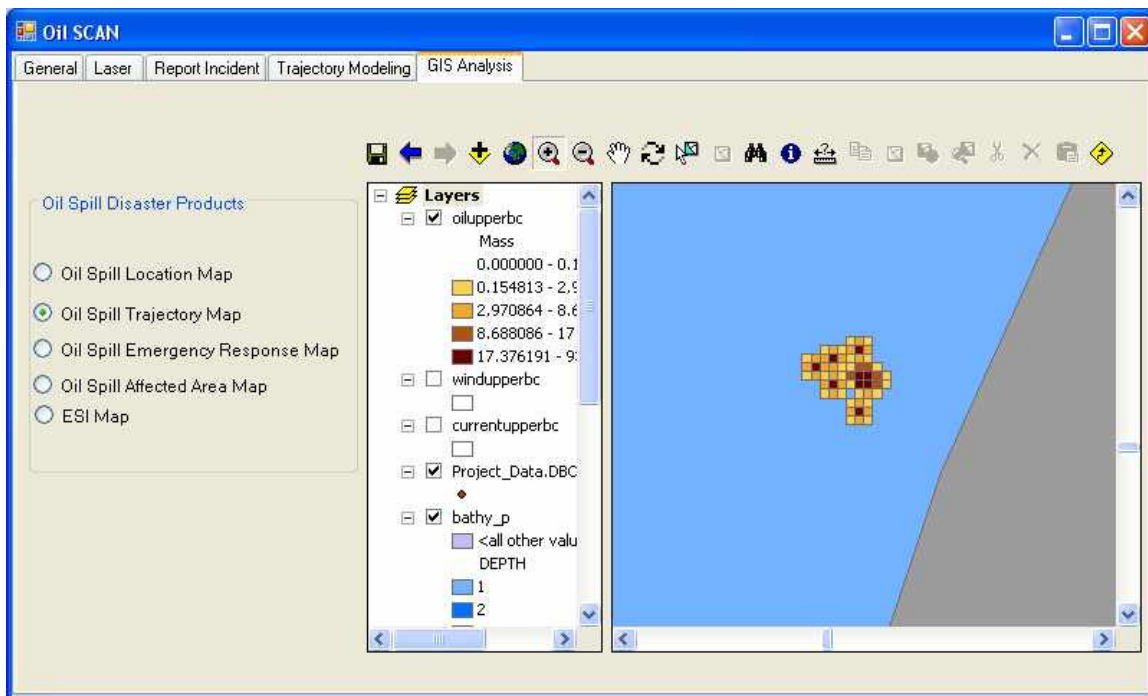 Oil SCAN
General Laser Report Incident Trajectory Modeling GIS Analysis
Oil Spill Disaster Products
Oil Spill Location Map
Oil Spill Trajectory Map
Oil Spill Emergency Response Map
Oil Spill Affected Area Map
ESI Map
Layers
oilupperbc
Mass
0.000000 - 0.1
0.154813 - 2.9
2.970864 - 8.6
8.688086 - 17
17.376191 - 9
windupperbc
currentupperbc
Project_Data.DBO
bathy_p
<all other valu
DEPTH
1
2